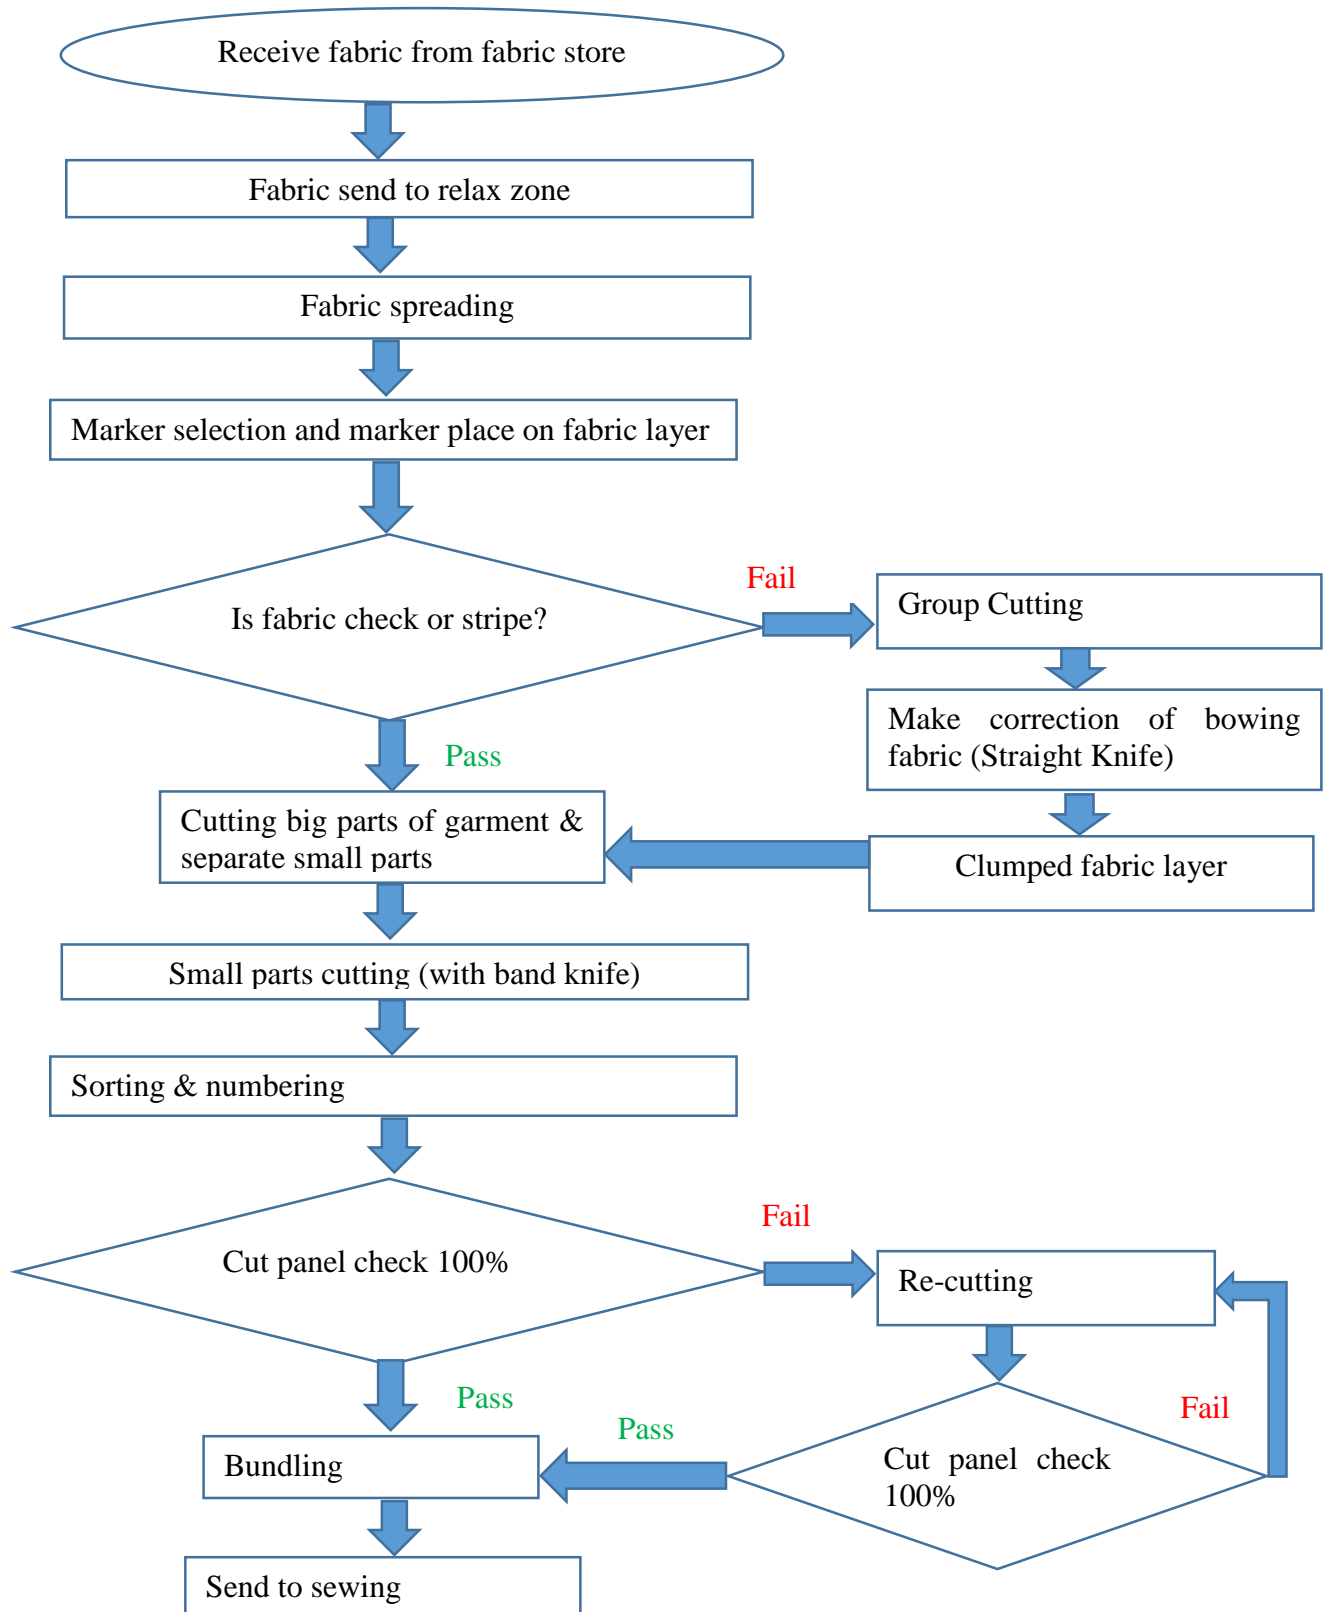 Receive fabric from fabric store
Fabric send to relax zone
Fabric spreading
Marker selection and marker place on fabric layer
Is fabric check or stripe?
Fail
Group Cutting
Make correction of bowing
fabric (Straight Knife)
Clumped fabric layer
Pass
Cutting big parts of garment &
separate small parts
Small parts cutting (with band knife)
Sorting & numbering
Cut panel check 100%
Fail
Re-cutting
Cut panel check
100%
Fail
Pass
Pass
Bundling
Send to sewing